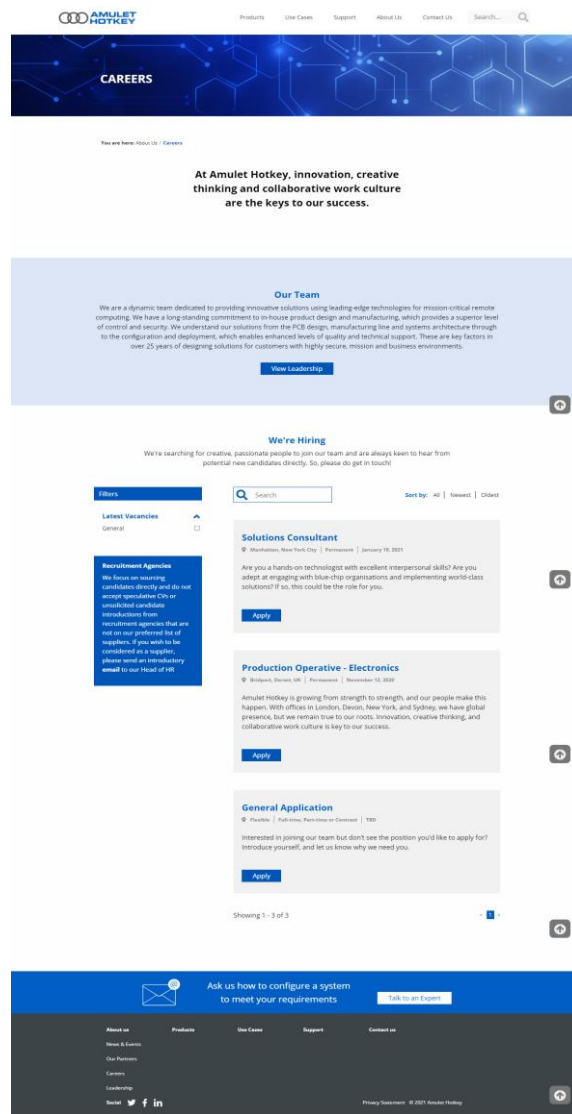 AMULET
HOTKEY
Products Use Cases Support About Us Contact Us Search...
CAREERS
You are here: About Us / Careers
At Amulet Hotkey, innovation, creative
thinking and collaborative work culture
are the keys to our success.
Our Team
We are a dynamic team dedicated to providing innovative solutions using leading-edge technologies for mission-critical remote
computing. We have a long-standing commitment to in-house product design and manufacturing, which provides a superior level
of control and security. We understand our solutions from the PCB design, manufacturing line and systems architecture through
to the configuration and deployment, which enables enhanced levels of quality and technical support. These are key factors in
over 25 years of designing solutions for customers with highly secure, mission and business environments.
View Leadership
We're Hiring
We're searching for creative, passionate people to join our team and are always keen to hear from
potential new candidates directly. So, please do get in touch!
Filters
Latest Vacancies
General
Recruitment Agencies
We focus on sourcing
candidates directly and do not
accept speculative CVs or
unsolicited candidate
introductions from
recruitment agencies that are
not on our preferred list of
suppliers. If you wish to be
considered as a supplier,
please send an introductory
email to our Head of HR
Search
Sort by: All | Newest | Oldest
Solutions Consultant
Manhattan, New York City | Permanent | January 19, 2021
Are you a hands-on technologist with excellent interpersonal skills? Are you
adept at engaging with blue-chip organisations and implementing world-class
solutions? If so, this could be the role for you.
Apply
Production Operative - Electronics
Bridport, Dorset, UK | Permanent | November 12, 2020
Amulet Hotkey is growing from strength to strength, and our people make this
happen. With offices in London, Devon, New York, and Sydney, we have global
presence, but we remain true to our roots. Innovation, creative thinking, and
collaborative work culture is key to our success.
Apply
General Application
Flexible | Full-time, Part-time or Contract | TBD
Interested in joining our team but don't see the position you'd like to apply for?
Introduce yourself, and let us know why we need you.
Apply
Showing 1 - 3 of 3
1
Ask us how to configure a system
to meet your requirements
Talk to an Expert
About us Products Use Cases Support Contact us
News & Events
Our Partners
Careers
Leadership
Social
Privacy Statement © 2021 Amulet Hotkey